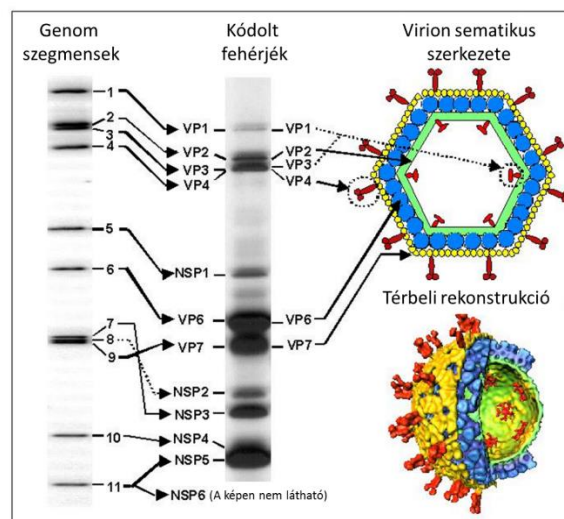 Genom
szegmensek
Kódolt
fehérjék
Virion sematikus
szerkezete
1
2
3
4
5
6
7
8
9
10
11
VP1
VP2
VP3
VP4
NSP1
VP6
VP7
NSP2
NSP3
NSP4
NSP5
NSP6 (A képen nem látható)
VP1
VP2
VP3
VP4
VP6
VP7
Térbeli rekonstrukció